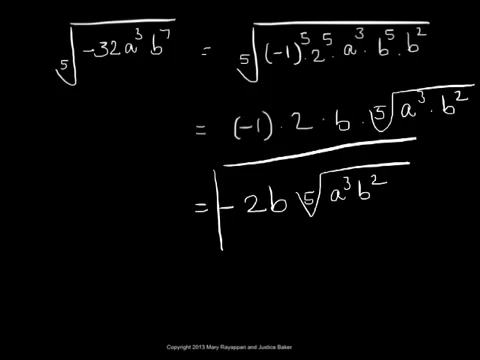 ⁵√(-32a³b⁷) = ⁵√((-1)⁵·2⁵·a³·b⁵·b²)
= (-1)·2·b·⁵√(a³·b²)
= -2b ⁵√(a³b²)
Copyright 2013 Mary Rayappan and Justice Baker